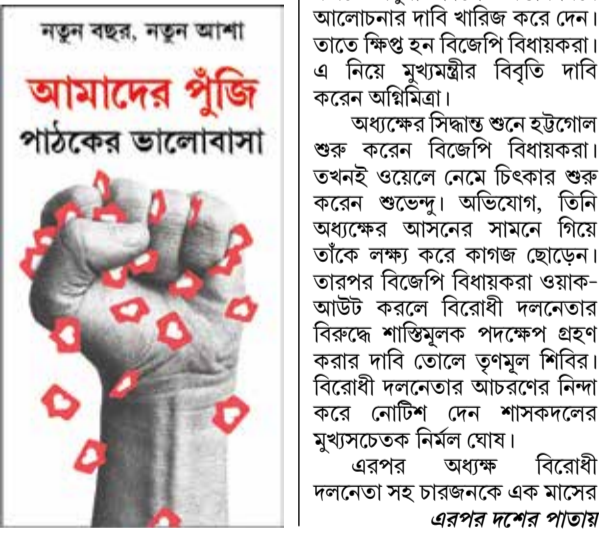 নতুন বছর, নতুন আশা
আমাদের পুঁজি
পাঠকের ভালোবাসা
আলোচনার দাবি খারিজ করে দেন।
তাতে ক্ষিপ্ত হন বিজেপি বিধায়করা।
এ নিয়ে মুখ্যমন্ত্রীর বিবৃতি দাবি
করেন অগ্নিমিত্রা।
অধ্যক্ষের সিদ্ধান্ত শুনে হট্টগোল
শুরু করেন বিজেপি বিধায়করা।
তখনই ওয়েলে নেমে চিৎকার শুরু
করেন শুভেন্দু। অভিযোগ, তিনি
অধ্যক্ষের আসনের সামনে গিয়ে
তাঁকে লক্ষ্য করে কাগজ ছোড়েন।
তারপর বিজেপি বিধায়করা ওয়াক-
আউট করলে বিরোধী দলনেতার
বিরুদ্ধে শাস্তিমূলক পদক্ষেপ গ্রহণ
করার দাবি তোলে তৃণমূল শিবির।
বিরোধী দলনেতার আচরণের নিন্দা
করে নোটিশ দেন শাসকদলের
মুখ্যসচেতক নির্মল ঘোষ।
এরপর অধ্যক্ষ বিরোধী
দলনেতা সহ চারজনকে এক মাসের
এরপর দশের পাতায়